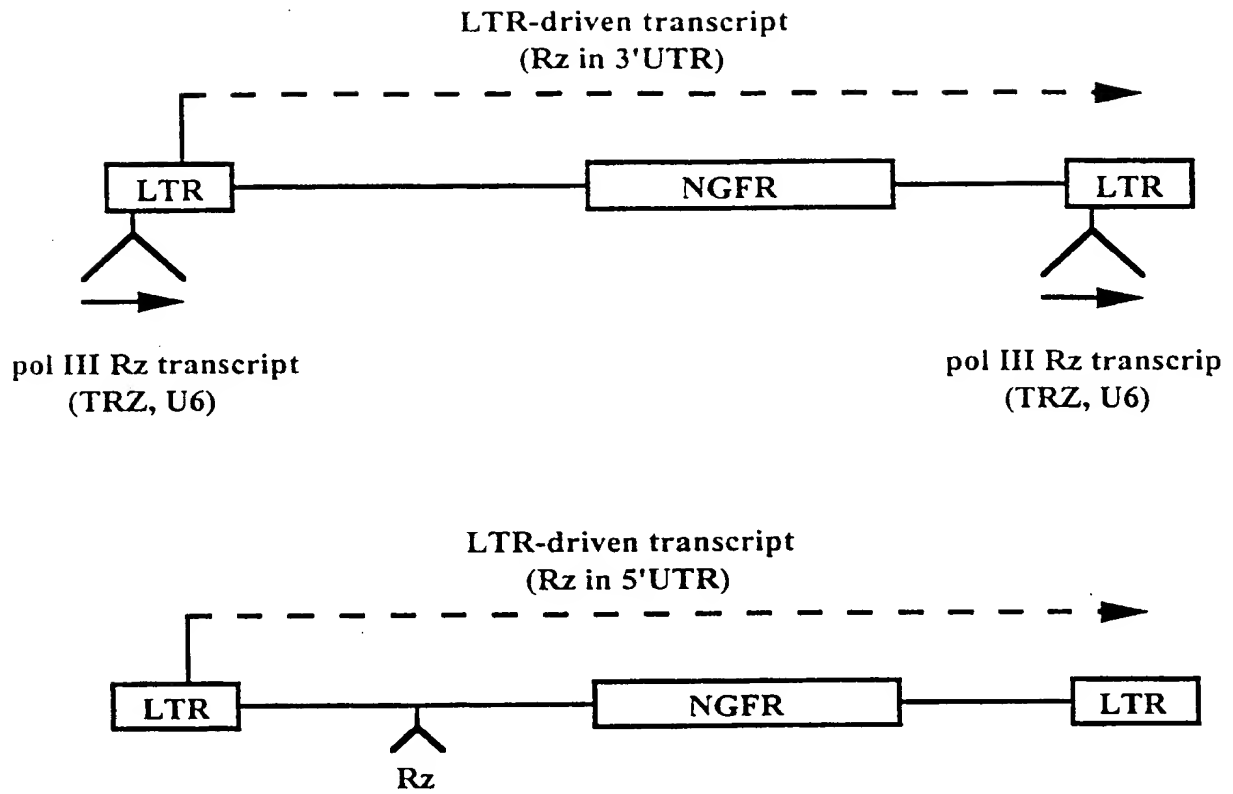 LTR-driven transcript
(Rz in 3'UTR)
LTR
NGFR
LTR
pol III Rz transcript
(TRZ, U6)
pol III Rz transcrip
(TRZ, U6)
LTR-driven transcript
(Rz in 5'UTR)
LTR
NGFR
LTR
Rz